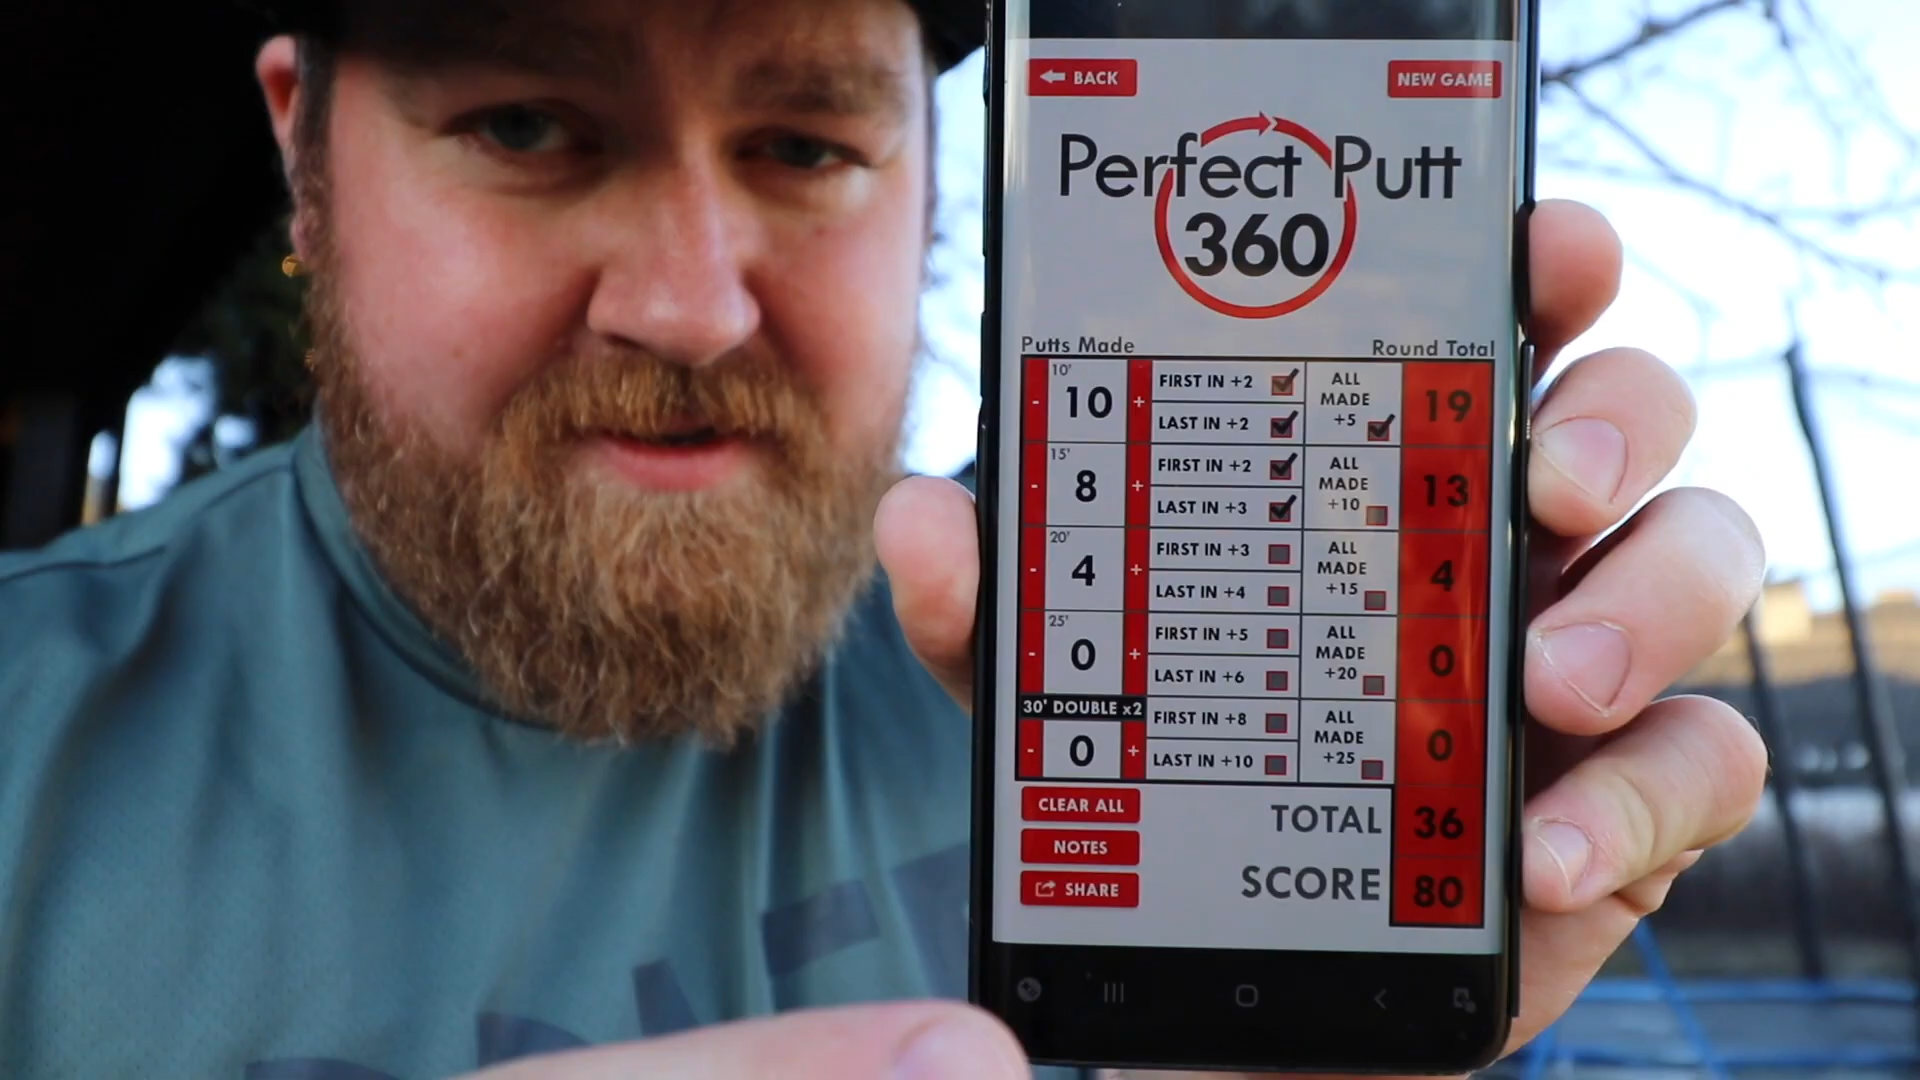 BACK
NEW GAME
Perfect Putt
360
Putts Made
Round Total
10'
- 10 +
FIRST IN +2
LAST IN +2
ALL
MADE
+5
19
15'
- 8 +
FIRST IN +2
LAST IN +3
ALL
MADE
+10
13
20'
- 4 +
FIRST IN +3
LAST IN +4
ALL
MADE
+15
4
25'
- 0 +
FIRST IN +5
LAST IN +6
ALL
MADE
+20
0
30' DOUBLE x2
- 0 +
FIRST IN +8
LAST IN +10
ALL
MADE
+25
0
CLEAR ALL
NOTES
SHARE
TOTAL 36
SCORE 80